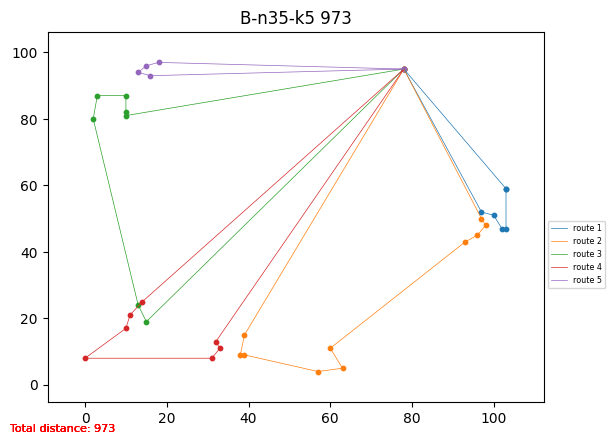 B-n35-k5 973
100
80
60
40
20
0
0 20 40 60 80 100
route 1
route 2
route 3
route 4
route 5
Total distance: 973